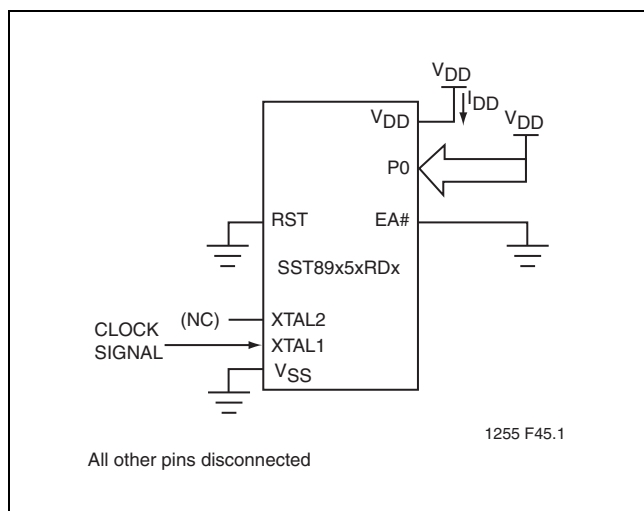 VDD
IDD
VDD
VDD
P0
RST
EA#
SST89x5xRDx
(NC)
XTAL2
CLOCK
SIGNAL
XTAL1
VSS
1255 F45.1
All other pins disconnected